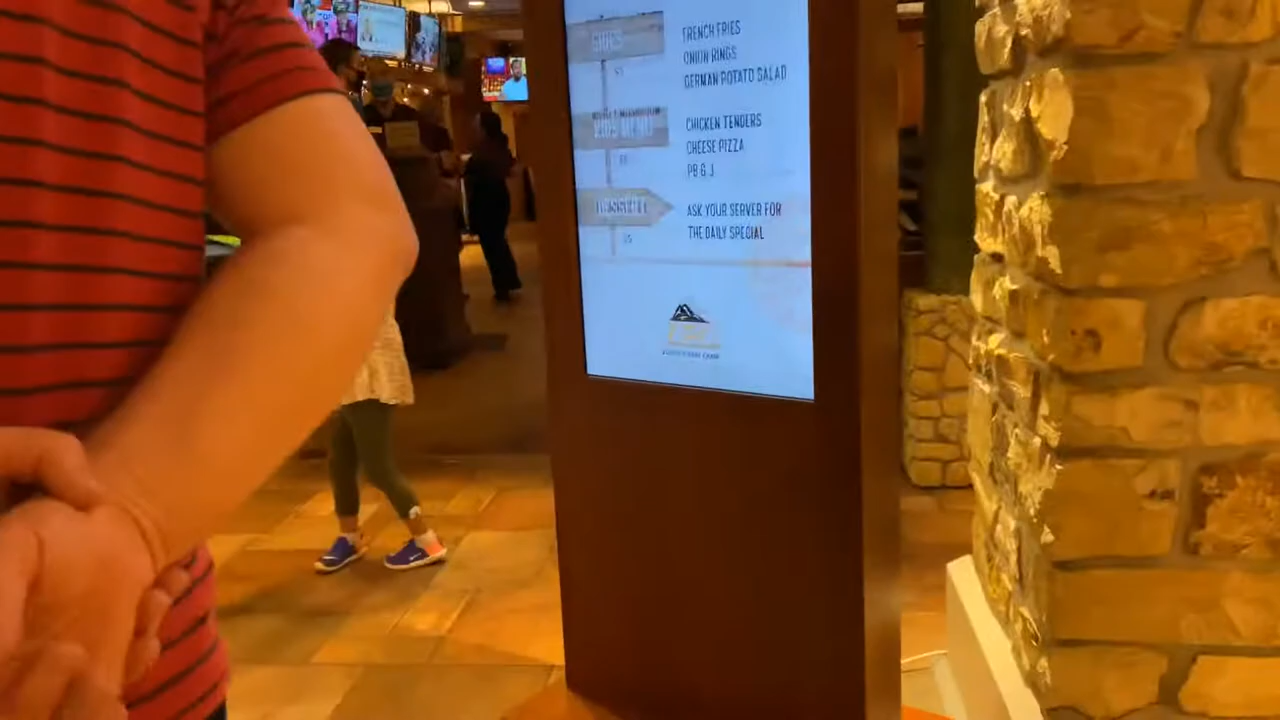 SIDES
FRENCH FRIES
ONION RINGS
GERMAN POTATO SALAD
KIDS MENU
CHICKEN TENDERS
CHEESE PIZZA
PB & J
DESSERT
ASK YOUR SERVER FOR
THE DAILY SPECIAL